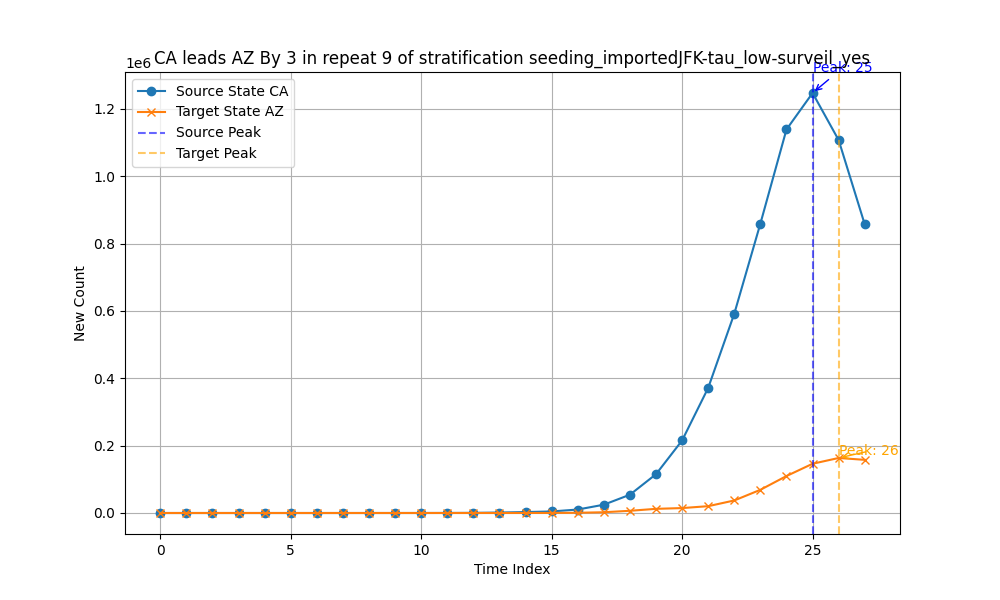 CA leads AZ By 3 in repeat 9 of stratification seeding_importedJFK-tau_low-surveil_yes
1e6
Peak: 25
Source State CA
Target State AZ
Source Peak
Target Peak
1.2
1.0
0.8
0.6
0.4
0.2
0.0
New Count
Peak: 26
0
5
10
15
20
25
Time Index